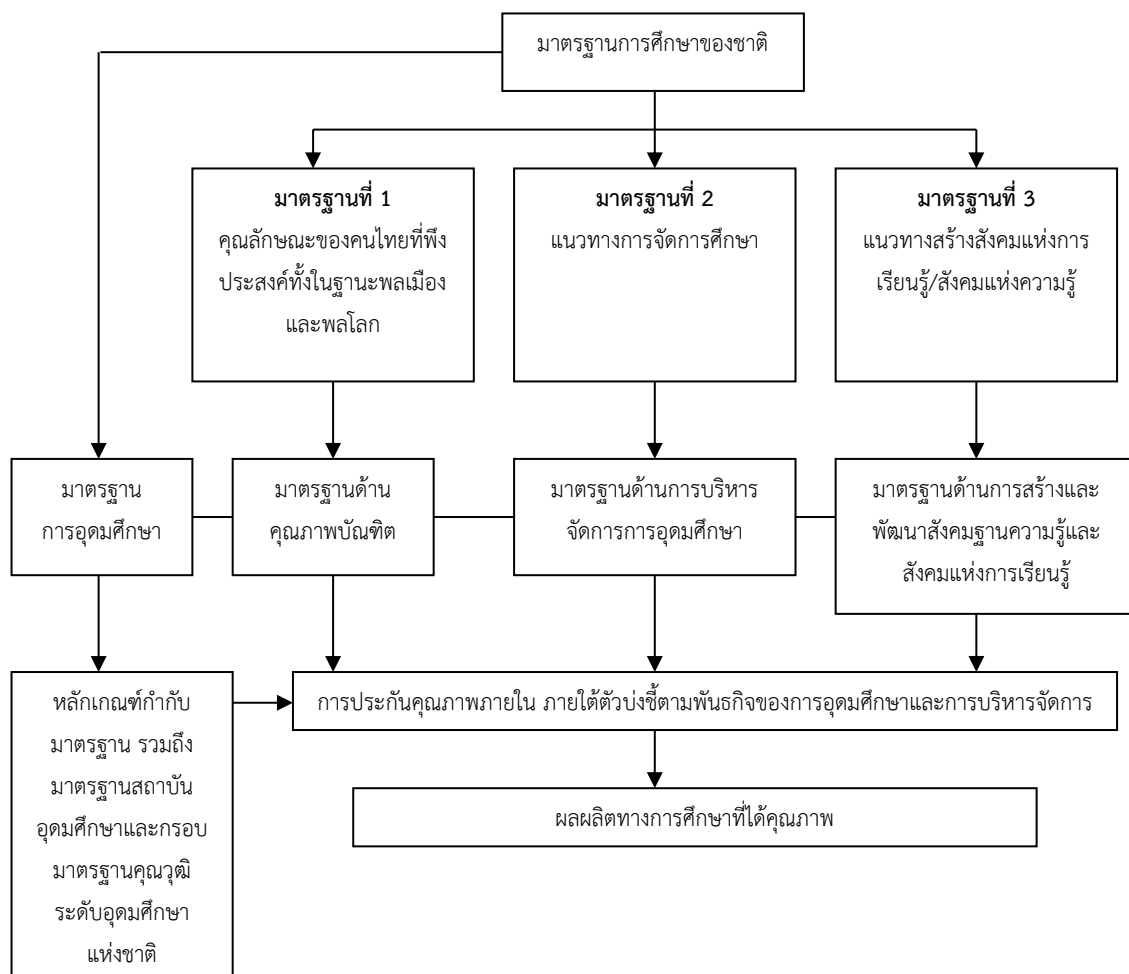 มาตรฐานการศึกษาของชาติ
มาตรฐานที่ 1
คุณลักษณะของคนไทยที่พึง
ประสงค์ทั้งในฐานะพลเมือง
และพลโลก
มาตรฐานที่ 2
แนวทางการจัดการศึกษา
มาตรฐานที่ 3
แนวทางสร้างสังคมแห่งการ
เรียนรู้/สังคมแห่งความรู้
มาตรฐาน
การอุดมศึกษา
มาตรฐานด้าน
คุณภาพบัณฑิต
มาตรฐานด้านการบริหาร
จัดการการอุดมศึกษา
มาตรฐานด้านการสร้างและ
พัฒนาสังคมฐานความรู้และ
สังคมแห่งการเรียนรู้
หลักเกณฑ์กำกับ
มาตรฐาน รวมถึง
มาตรฐานสถาบัน
อุดมศึกษาและกรอบ
มาตรฐานคุณวุฒิ
ระดับอุดมศึกษา
แห่งชาติ
การประกันคุณภาพภายใน ภายใต้ตัวบ่งชี้ตามพันธกิจของการอุดมศึกษาและการบริหารจัดการ
ผลผลิตทางการศึกษาที่ได้คุณภาพ